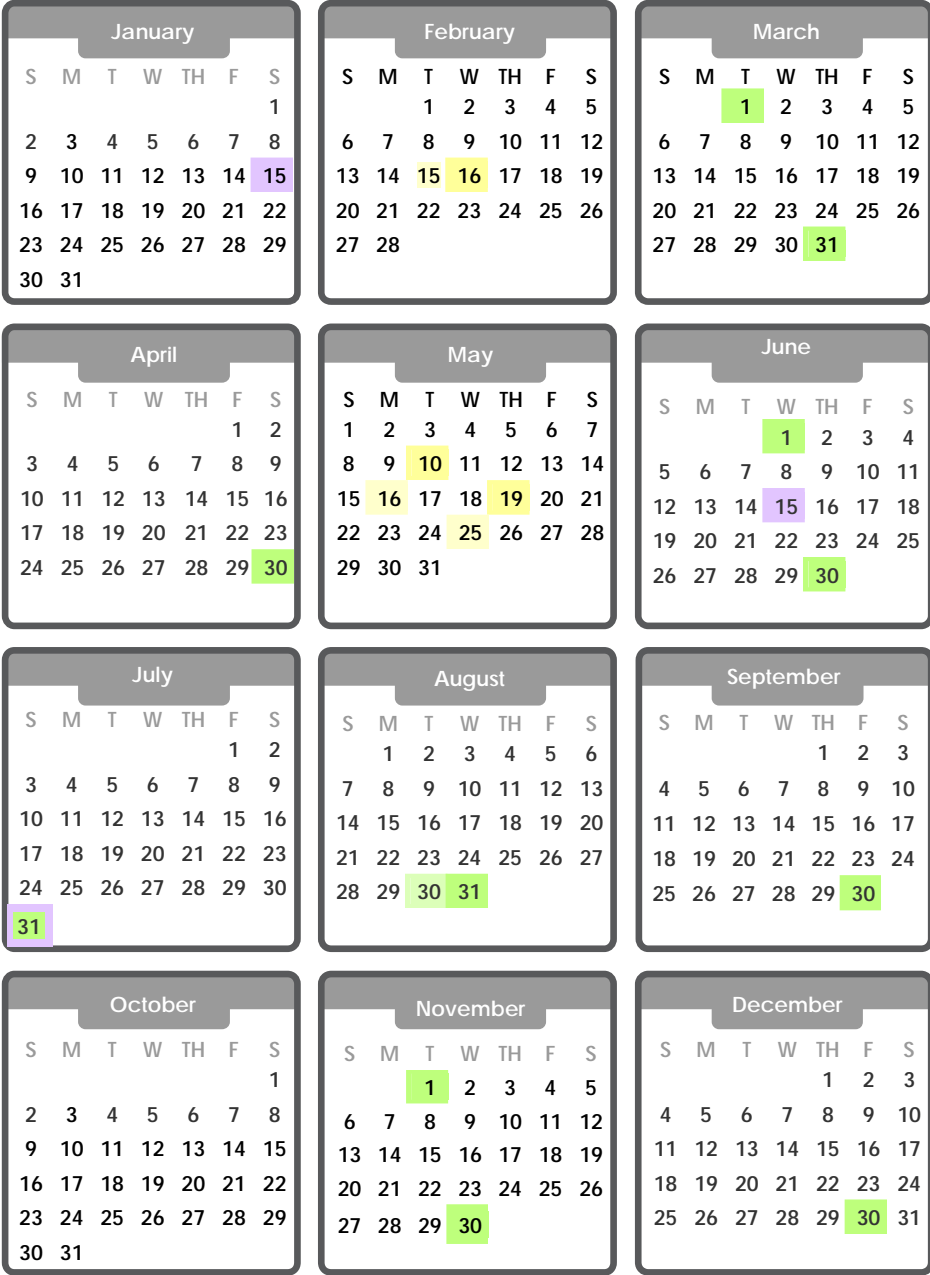 January
S M T W TH F S
1
2 3 4 5 6 7 8
9 10 11 12 13 14 15
16 17 18 19 20 21 22
23 24 25 26 27 28 29
30 31
February
S M T W TH F S
1 2 3 4 5
6 7 8 9 10 11 12
13 14 15 16 17 18 19
20 21 22 23 24 25 26
27 28
March
S M T W TH F S
1 2 3 4 5
6 7 8 9 10 11 12
13 14 15 16 17 18 19
20 21 22 23 24 25 26
27 28 29 30 31
April
S M T W TH F S
1 2
3 4 5 6 7 8 9
10 11 12 13 14 15 16
17 18 19 20 21 22 23
24 25 26 27 28 29 30
May
S M T W TH F S
1 2 3 4 5 6 7
8 9 10 11 12 13 14
15 16 17 18 19 20 21
22 23 24 25 26 27 28
29 30 31
June
S M T W TH F S
1 2 3 4
5 6 7 8 9 10 11
12 13 14 15 16 17 18
19 20 21 22 23 24 25
26 27 28 29 30
July
S M T W TH F S
1 2
3 4 5 6 7 8 9
10 11 12 13 14 15 16
17 18 19 20 21 22 23
24 25 26 27 28 29 30
31
August
S M T W TH F S
1 2 3 4 5 6
7 8 9 10 11 12 13
14 15 16 17 18 19 20
21 22 23 24 25 26 27
28 29 30 31
September
S M T W TH F S
1 2 3
4 5 6 7 8 9 10
11 12 13 14 15 16 17
18 19 20 21 22 23 24
25 26 27 28 29 30
October
S M T W TH F S
1
2 3 4 5 6 7 8
9 10 11 12 13 14 15
16 17 18 19 20 21 22
23 24 25 26 27 28 29
30 31
November
S M T W TH F S
1 2 3 4 5
6 7 8 9 10 11 12
13 14 15 16 17 18 19
20 21 22 23 24 25 26
27 28 29 30
December
S M T W TH F S
1 2 3
4 5 6 7 8 9 10
11 12 13 14 15 16 17
18 19 20 21 22 23 24
25 26 27 28 29 30 31